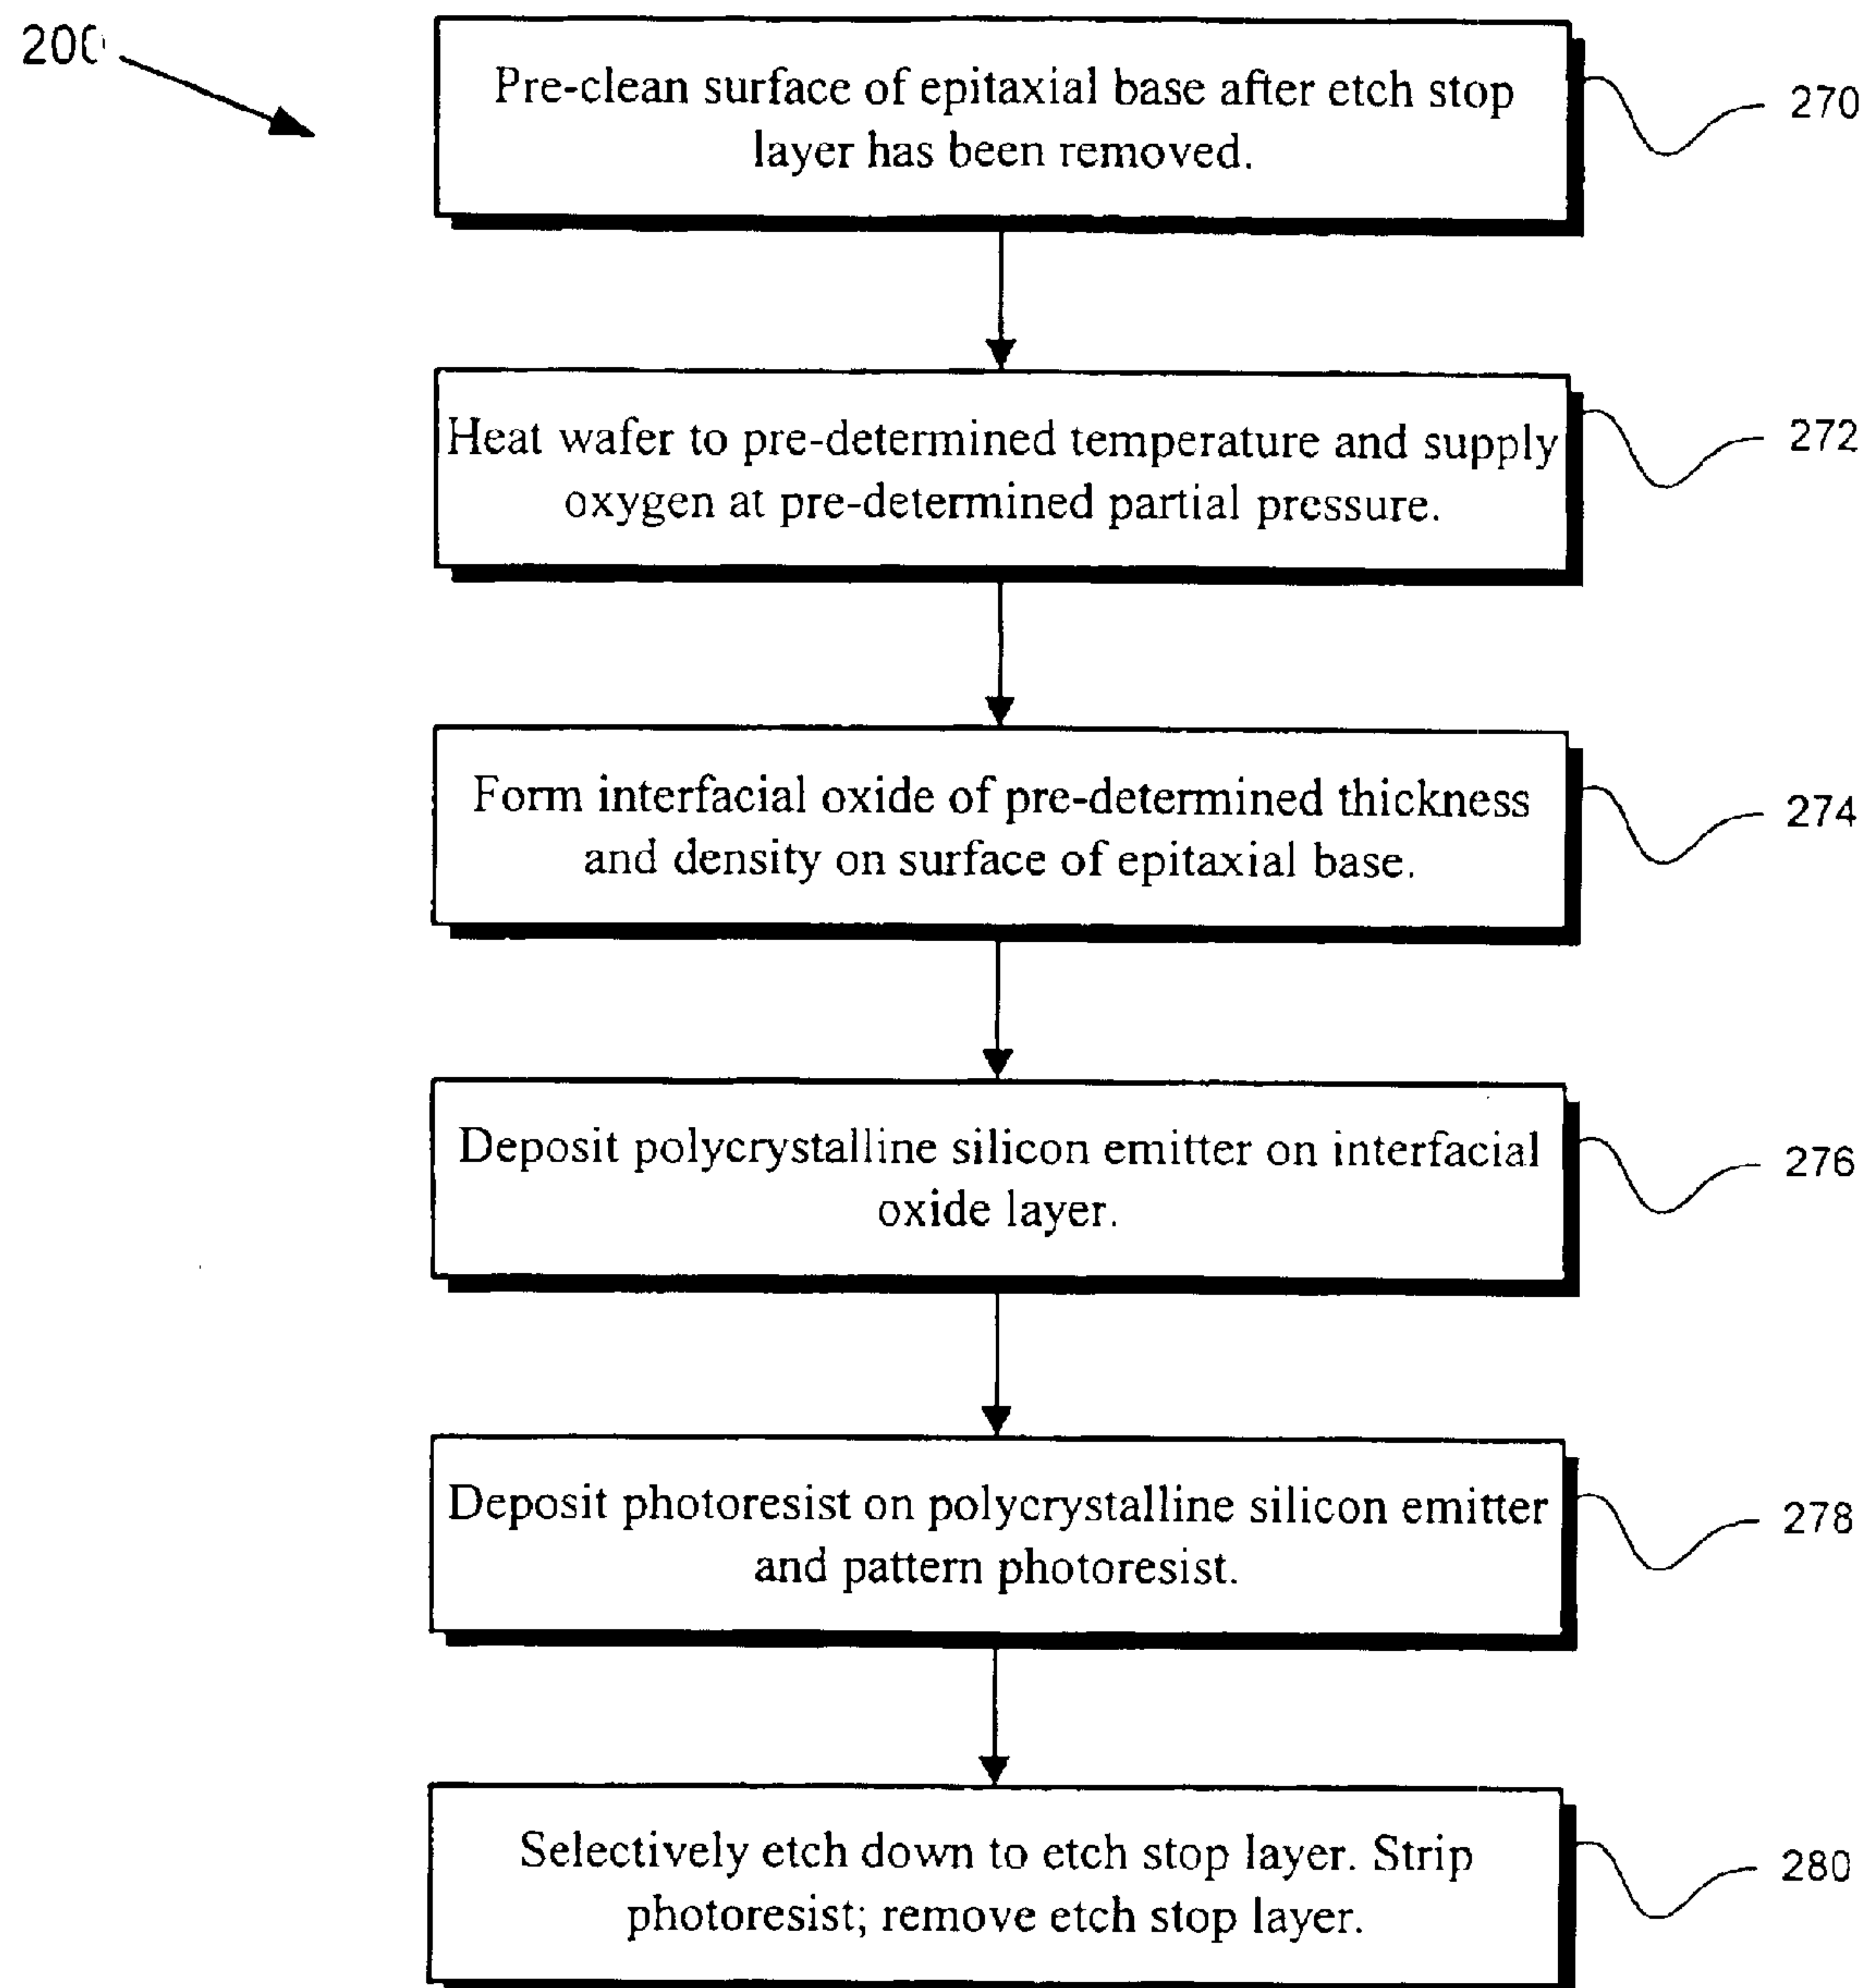 200
Pre-clean surface of epitaxial base after etch stop
layer has been removed.
270
Heat wafer to pre-determined temperature and supply
oxygen at pre-determined partial pressure.
272
Form interfacial oxide of pre-determined thickness
and density on surface of epitaxial base.
274
Deposit polycrystalline silicon emitter on interfacial
oxide layer.
276
Deposit photoresist on polycrystalline silicon emitter
and pattern photoresist.
278
Selectively etch down to etch stop layer. Strip
photoresist; remove etch stop layer.
280